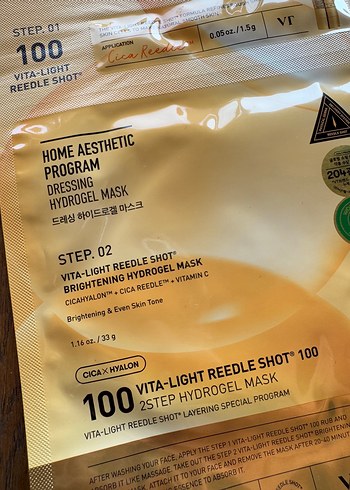 STEP. 01
100
VITA-LIGHT
REEDLE SHOT®
APPLICATION
Cica Reedle
0.05oz./1.5g
VT
HOME AESTHETIC
PROGRAM
DRESSING
HYDROGEL MASK
드레싱 하이드로겔 마스크
STEP. 02
VITA-LIGHT REEDLE SHOT®
BRIGHTENING HYDROGEL MASK
CICAHYALON™ + CICA REEDLE™ + VITAMIN C
Brightening & Even Skin Tone
1.16 oz. / 33 g
CICA × HYALON
100 VITA-LIGHT REEDLE SHOT® 100
2STEP HYDROGEL MASK
VITA-LIGHT REEDLE SHOT® LAYERING SPECIAL PROGRAM
AFTER WASHING YOUR FACE, APPLY THE STEP 1 VITA-LIGHT REEDLE SHOT® 100 RUB AND
ABSORB IT LIKE MASSAGE. TAKE OUT THE STEP 2 VITA-LIGHT REEDLE SHOT® BRIGHTENING
MASK, ATTACH IT TO YOUR FACE AND REMOVE THE MASK AFTER 20-40 MINUTES
ESSENCE TO ABSORB IT.